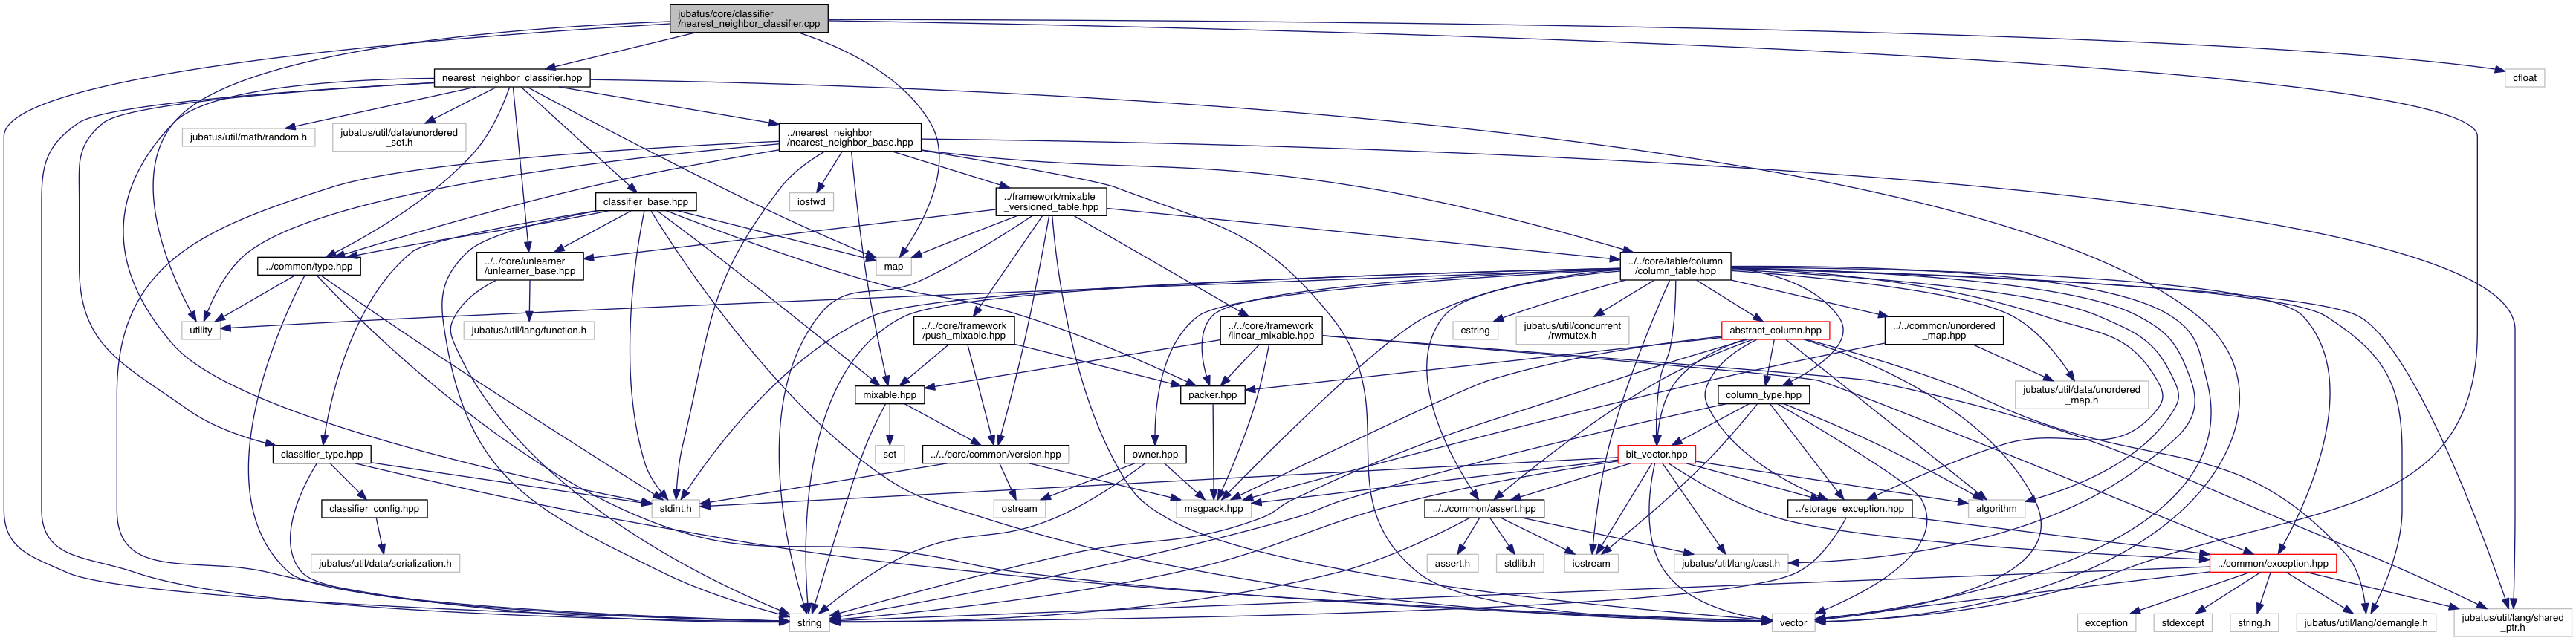 jubatus/core/classifier
/nearest_neighbor_classifier.cpp
nearest_neighbor_classifier.hpp
cfloat
jubatus/util/math/random.h
jubatus/util/data/unordered
_set.h
../nearest_neighbor
/nearest_neighbor_base.hpp
classifier_base.hpp
iosfwd
../framework/mixable
_versioned_table.hpp
../common/type.hpp
../../core/unlearner
/unlearner_base.hpp
map
../../core/table/column
/column_table.hpp
utility
jubatus/util/lang/function.h
../../core/framework
/push_mixable.hpp
../../core/framework
/linear_mixable.hpp
cstring
jubatus/util/concurrent
/rwmutex.h
abstract_column.hpp
../../common/unordered
_map.hpp
mixable.hpp
packer.hpp
column_type.hpp
jubatus/util/data/unordered
_map.h
classifier_type.hpp
set
../../core/common/version.hpp
owner.hpp
bit_vector.hpp
classifier_config.hpp
stdint.h
ostream
msgpack.hpp
../../common/assert.hpp
../storage_exception.hpp
algorithm
jubatus/util/data/serialization.h
assert.h
stdlib.h
iostream
jubatus/util/lang/cast.h
../common/exception.hpp
string
vector
exception
stdexcept
string.h
jubatus/util/lang/demangle.h
jubatus/util/lang/shared
_ptr.h